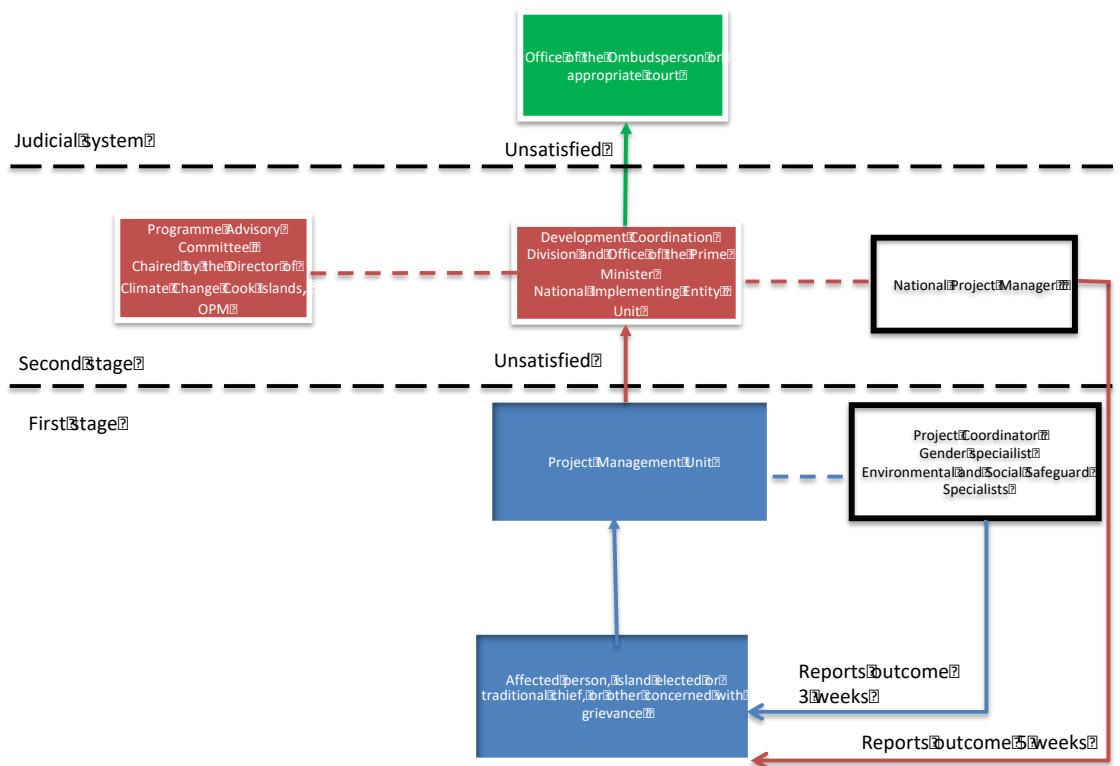 Office of the Ombudsperson or
appropriate court
Judicial system
Unsatisfied
Programme Advisory
Committee
Chaired by the Director of
Climate Change Cook Islands,
OPM
Development Coordination
Division and Office of the Prime
Minister
National Implementing Entity
Unit
National Project Manager
Second stage
Unsatisfied
First stage
Project Management Unit
Project Coordinator
Gender speciailist
Environmental and Social Safeguard
Specialists
Affected person, island elected or
traditional chief, or other concerned with
grievance
Reports outcome
3 weeks
Reports outcome 5 weeks